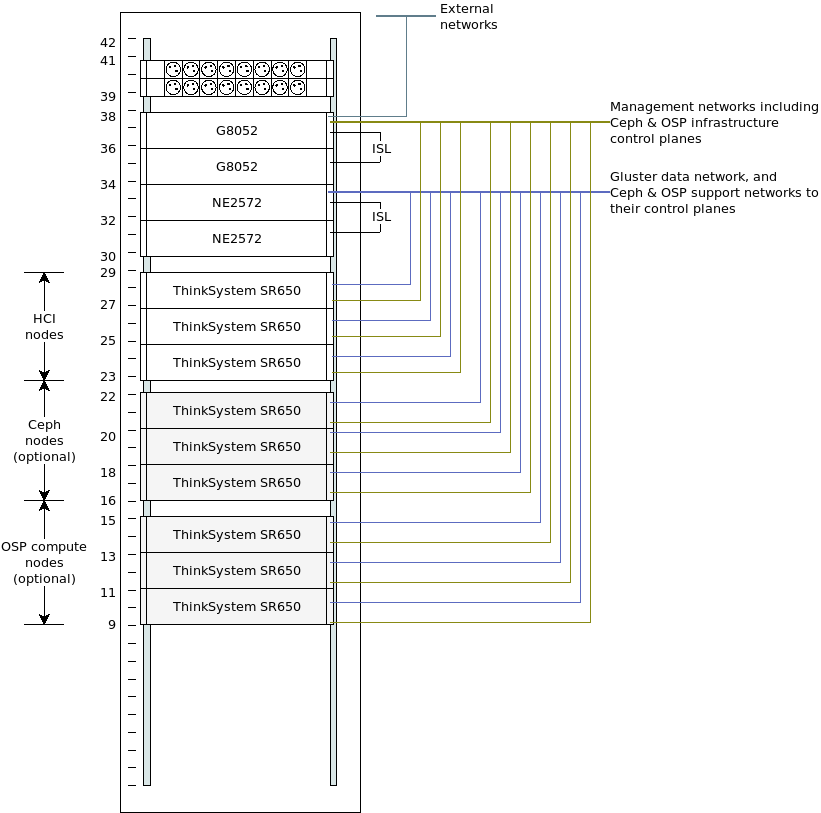 External
networks
42
41
39
38
Management networks including
Ceph & OSP infrastructure
control planes
G8052
ISL
36
G8052
34
Gluster data network, and
Ceph & OSP support networks to
their control planes
NE2572
ISL
32
NE2572
30
29
ThinkSystem SR650
27
HCI
nodes
ThinkSystem SR650
25
ThinkSystem SR650
23
22
ThinkSystem SR650
Ceph
nodes
(optional)
20
ThinkSystem SR650
18
ThinkSystem SR650
16
15
ThinkSystem SR650
OSP compute
nodes
(optional)
13
ThinkSystem SR650
11
ThinkSystem SR650
9